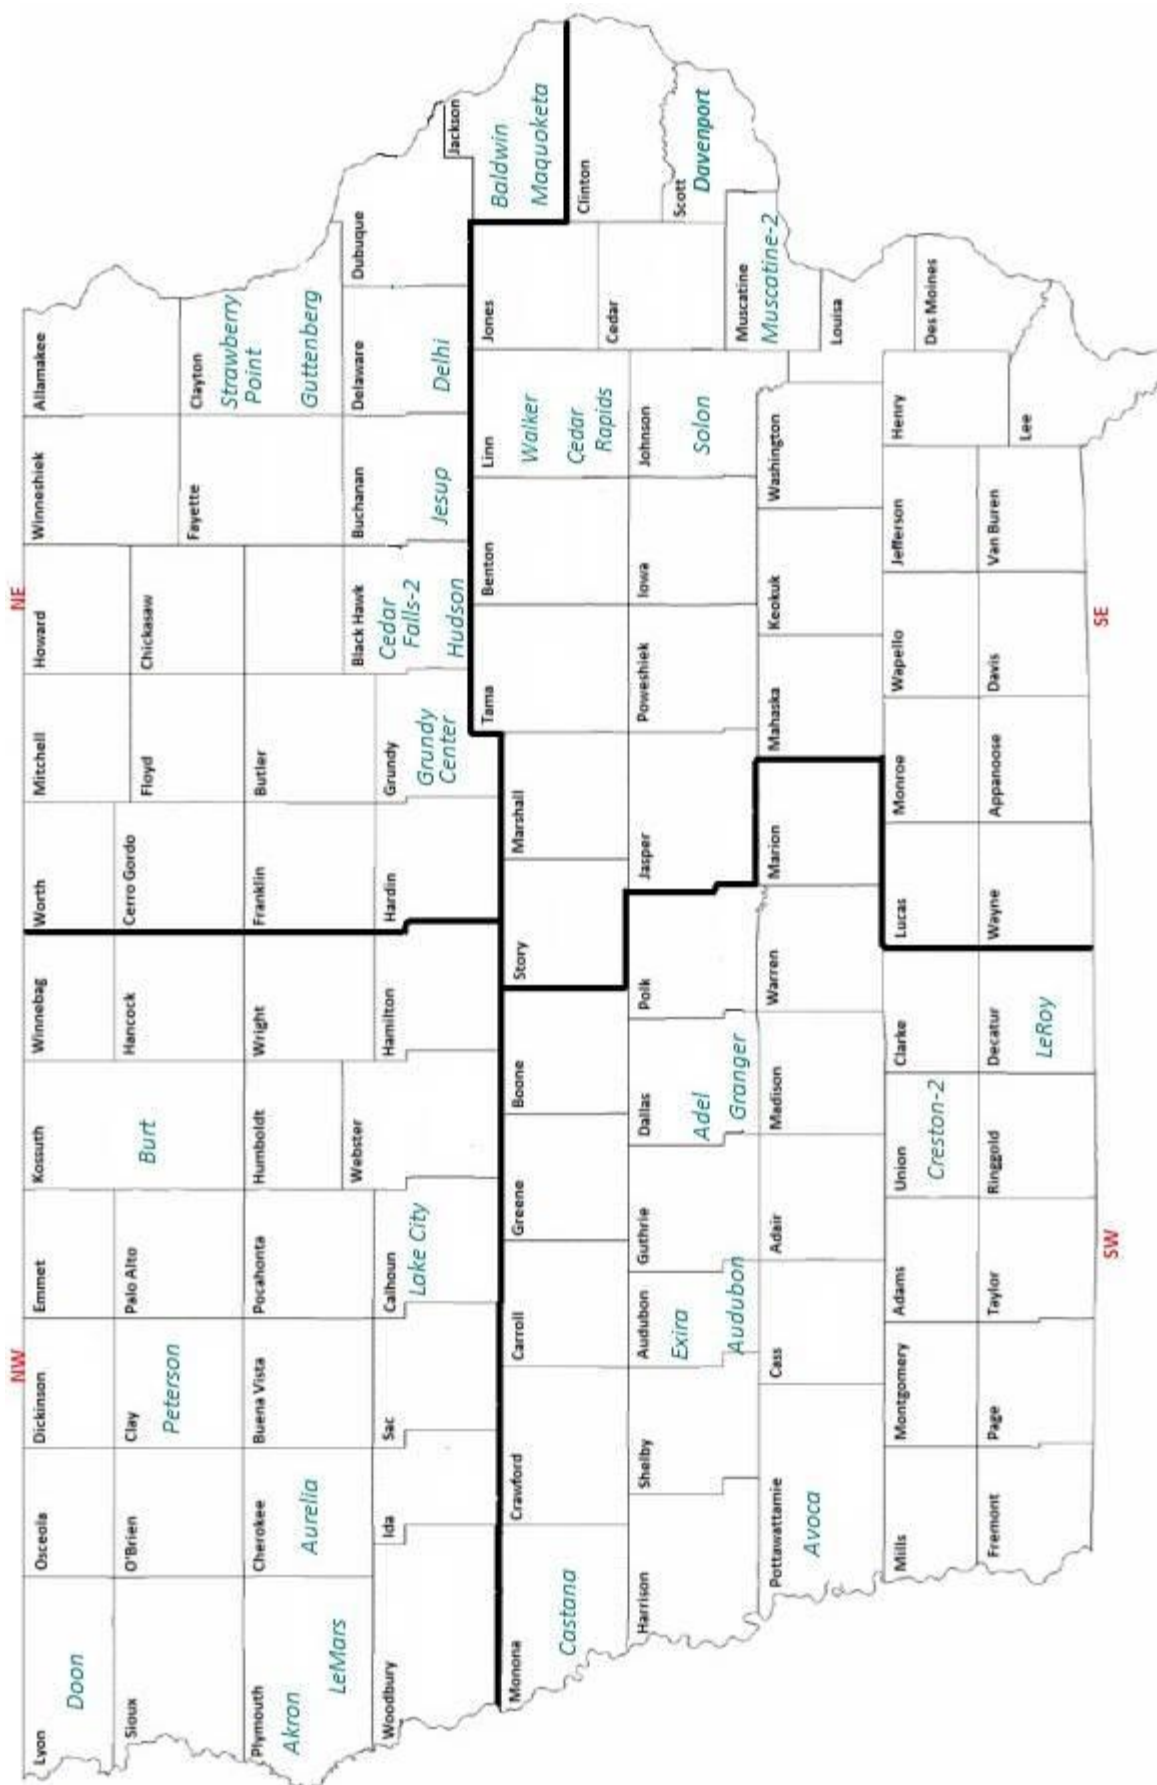 NW
NE
Lyon
Doon
Osceola
Dickinson
Emmet
Kossuth
Burt
Winnebag
Worth
Mitchell
Howard
Winneshiek
Allamakee
Sioux
O'Brien
Clay
Peterson
Palo Alto
Hancock
Cerro Gordo
Floyd
Chickasaw
Fayette
Clayton
Strawberry
Point
Guttenberg
Plymouth
Akron
LeMars
Cherokee
Aurelia
Buena Vista
Pocahonta
Humboldt
Wright
Franklin
Butler
Webster
Black Hawk
Cedar
Falls-2
Hudson
Buchanan
Jesup
Delaware
Delhi
Dubuque
Woodbury
Ida
Sac
Calhoun
Lake City
Hamilton
Hardin
Grundy
Grundy
Center
Jackson
Baldwin
Maquoketa
Monona
Castana
Crawford
Carroll
Greene
Boone
Story
Marshall
Tama
Benton
Linn
Walker
Cedar
Rapids
Jones
Clinton
Cedar
Harrison
Shelby
Audubon
Exira
Audubon
Guthrie
Dallas
Adel
Granger
Polk
Jasper
Poweshiek
Iowa
Johnson
Solon
Scott
Davenport
Muscatine
Muscatine-2
Pottawattamie
Avoca
Cass
Adair
Madison
Warren
Marion
Mahaska
Keokuk
Washington
Louisa
Mills
Montgomery
Adams
Union
Creston-2
Clarke
Lucas
Monroe
Wapello
Jefferson
Henry
Des Moines
Fremont
Page
Taylor
Ringgold
Decatur
LeRoy
Wayne
Appanoose
Davis
Van Buren
Lee
SW
SE